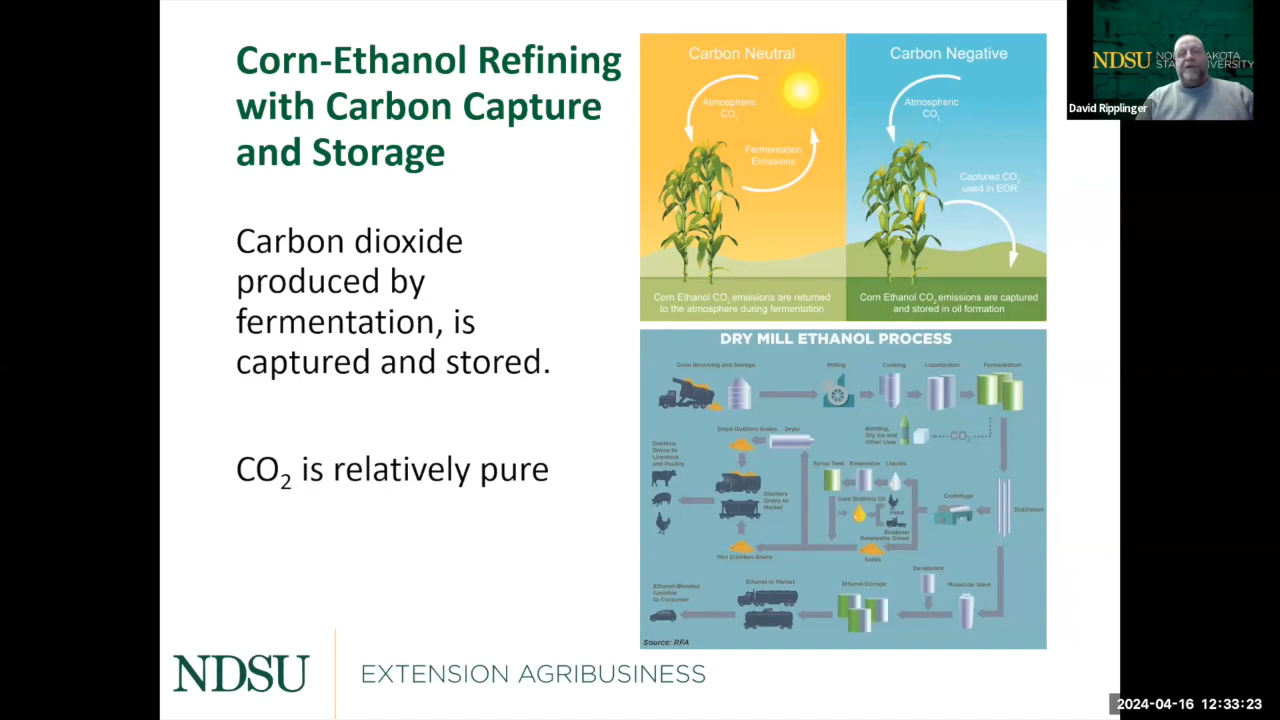 Corn-Ethanol Refining
with Carbon Capture
and Storage
Carbon dioxide
produced by
fermentation, is
captured and stored.
CO2 is relatively pure
Carbon Neutral
Atmospheric
CO2
Fermentation
Emissions
Corn Ethanol CO2 emissions are returned
to the atmosphere during fermentation
Carbon Negative
Atmospheric
CO2
Captured CO2
used in EOR
Corn Ethanol CO2 emissions are captured
and stored in oil formation
DRY MILL ETHANOL PROCESS
Grain Receiving and Storage
Milling
Cooking
Liquefaction
Fermentation
Bottling,
Dry Ice and
Other Uses
CO2
Dried Distillers Grains
Dryer
Distillers
Grains to
Livestock
and Poultry
Syrup Tank
Evaporator
Liquids
Distillers
Grains to
Market
Corn Distillers Oil
Feed
Biodiesel
Renewable Diesel
Centrifuge
Distillation
Wet Distillers Grains
Solids
Ethanol-Blended
Gasoline
to Consumer
Ethanol to Market
Ethanol Storage
Denaturant
Molecular Sieve
Source: RFA
NDSU
EXTENSION AGRIBUSINESS
NDSU
David Ripplinger
2024-04-16 12:33:23